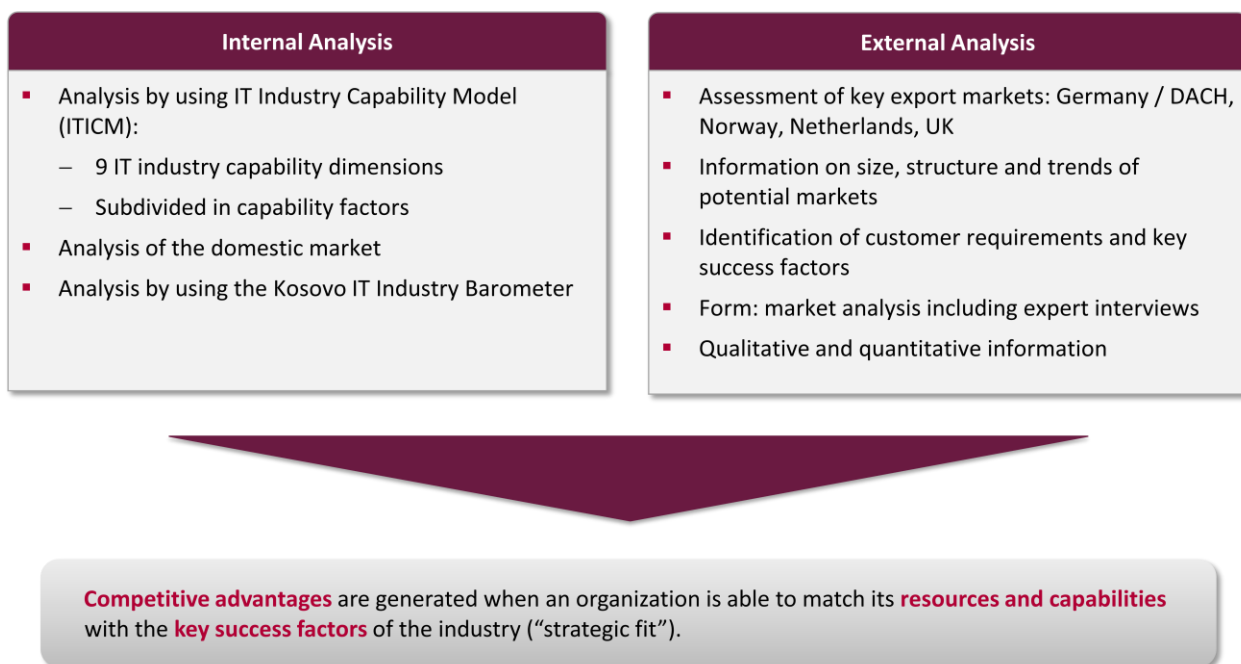 Internal Analysis
▪ Analysis by using IT Industry Capability Model
(ITICM):
– 9 IT industry capability dimensions
– Subdivided in capability factors
▪ Analysis of the domestic market
▪ Analysis by using the Kosovo IT Industry Barometer
External Analysis
▪ Assessment of key export markets: Germany / DACH,
Norway, Netherlands, UK
▪ Information on size, structure and trends of
potential markets
▪ Identification of customer requirements and key
success factors
▪ Form: market analysis including expert interviews
▪ Qualitative and quantitative information
Competitive advantages are generated when an organization is able to match its resources and capabilities
with the key success factors of the industry (“strategic fit”).